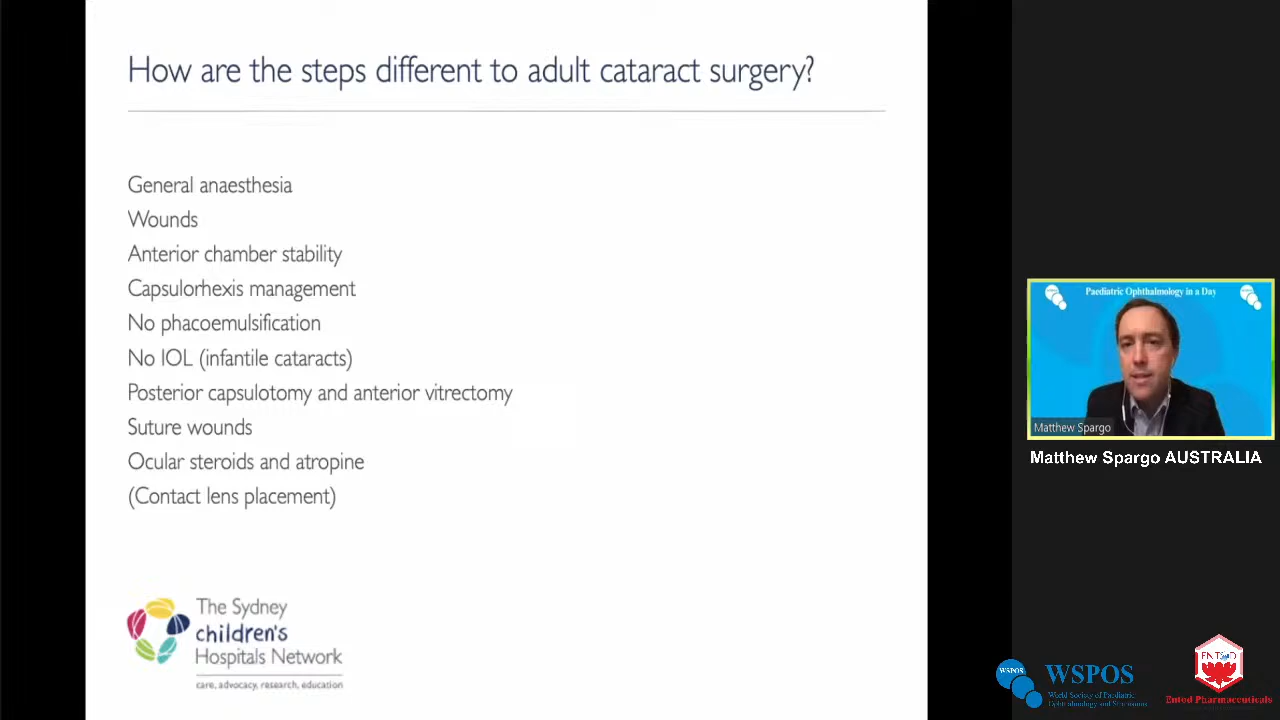 How are the steps different to adult cataract surgery?
General anaesthesia
Wounds
Anterior chamber stability
Capsulorhexis management
No phacoemulsification
No IOL (infantile cataracts)
Posterior capsulotomy and anterior vitrectomy
Suture wounds
Ocular steroids and atropine
(Contact lens placement)
The Sydney
children's
Hospitals Network
care, advocacy, research, education
Paediatric Ophthalmology in a Day
Matthew Spargo
Matthew Spargo AUSTRALIA
WSPOS
WSPOS
World Society of Paediatric
Ophthalmology and Strabismus
ENTOD
Entod Pharmaceuticals